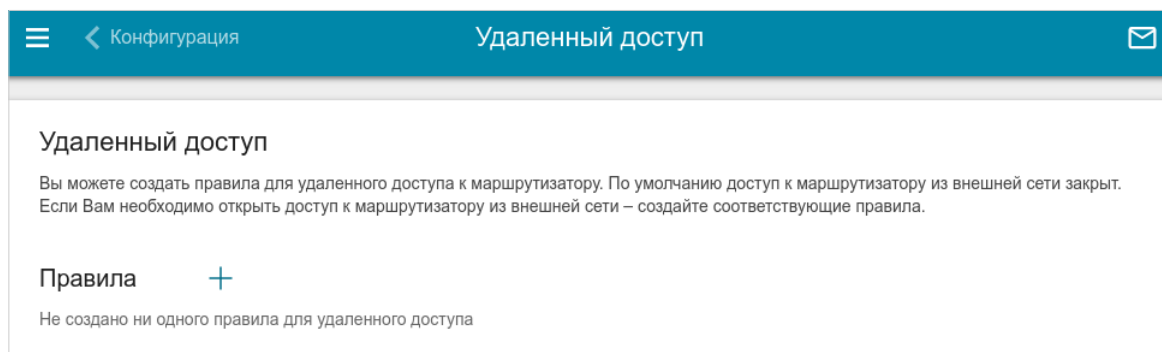 Конфигурация
Удаленный доступ
Удаленный доступ
Вы можете создать правила для удаленного доступа к маршрутизатору. По умолчанию доступ к маршрутизатору из внешней сети закрыт.
Если Вам необходимо открыть доступ к маршрутизатору из внешней сети – создайте соответствующие правила.
Правила
Не создано ни одного правила для удаленного доступа